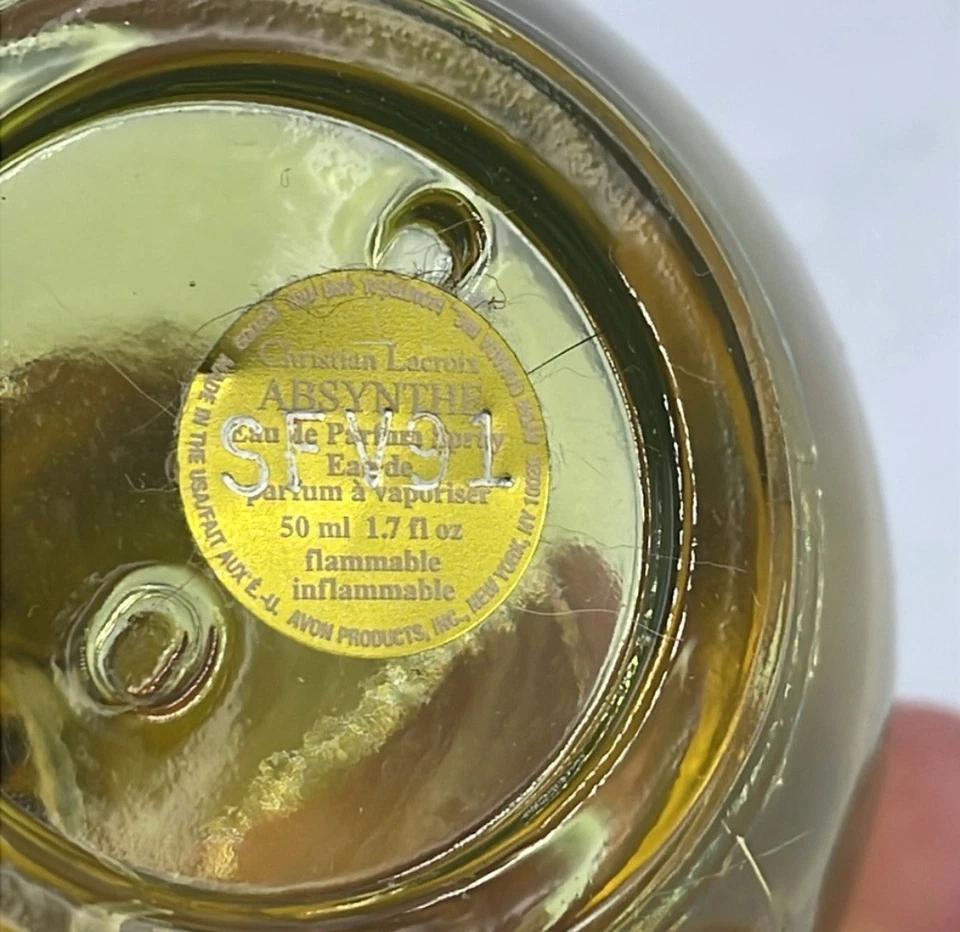 Christian Lacroix
ABSYNTHE
SFV91
Eau de Parfum Spray
Eau de
parfum à vaporiser
50 ml 1.7 fl oz
flammable
inflammable
MADE IN THE USA/FAIT AUX É.-U. AVON PRODUCTS, INC., NEW YORK, NY 10020